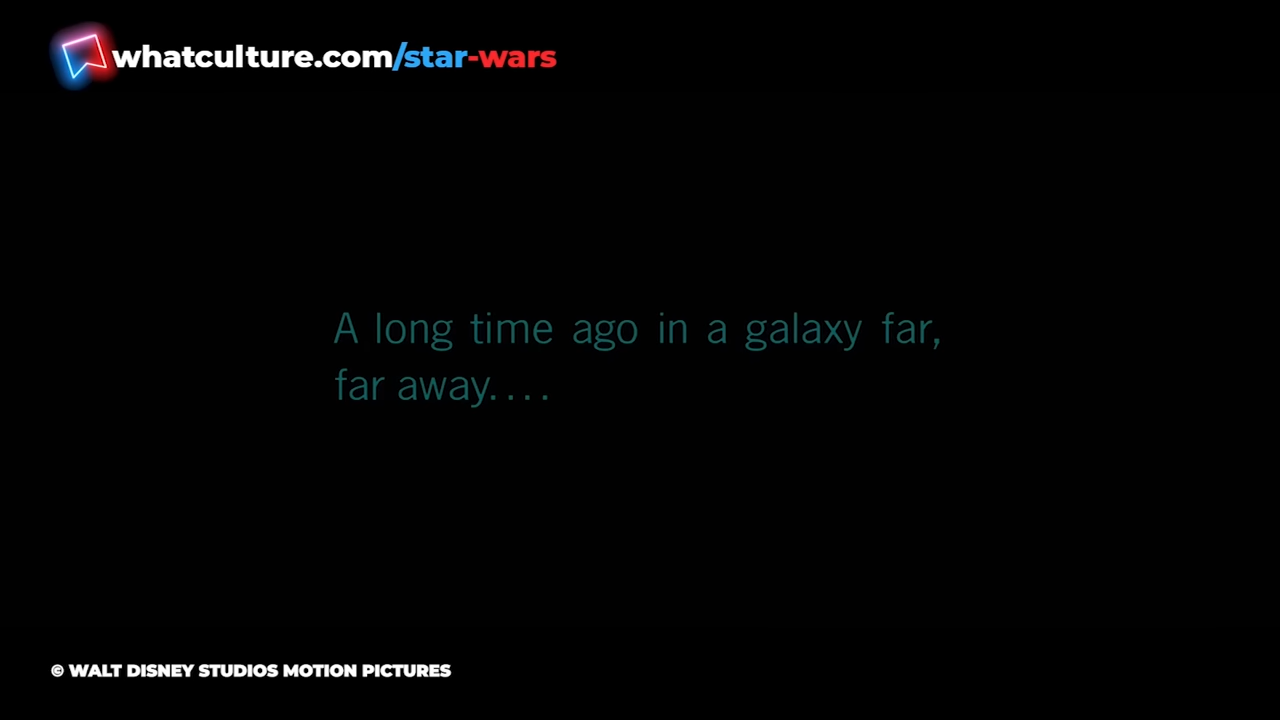 whatculture.com/star-wars
A long time ago in a galaxy far,
far away....
© WALT DISNEY STUDIOS MOTION PICTURES